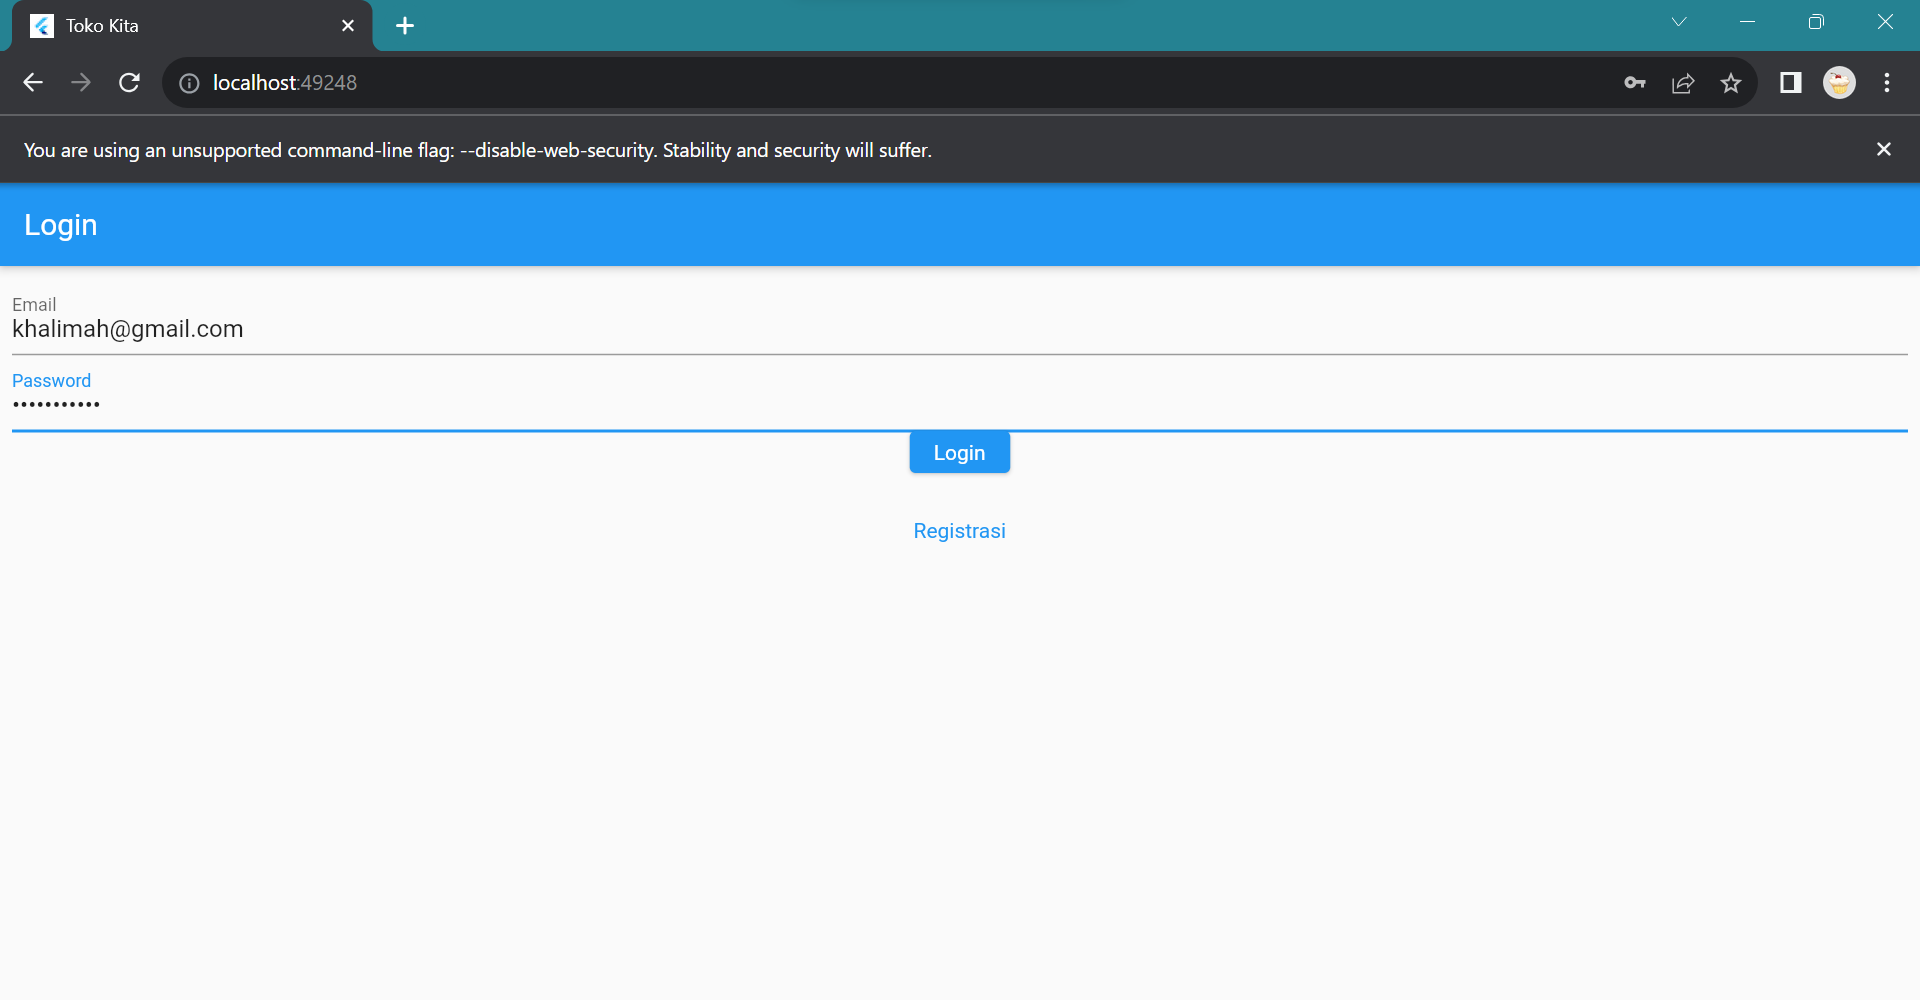 Toko Kita
localhost:49248
You are using an unsupported command-line flag: --disable-web-security. Stability and security will suffer.
Login
Email
khalimah@gmail.com
Password
•••••••••••
Login
Registrasi